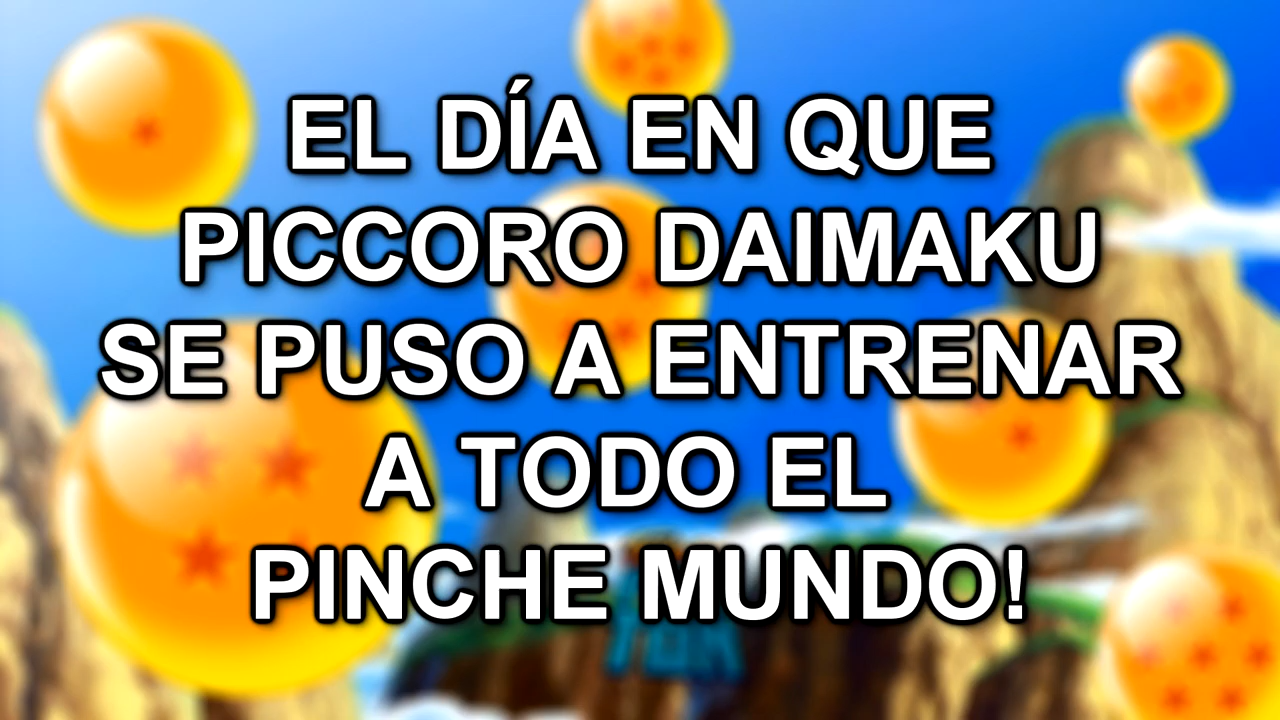 EL DÍA EN QUE
PICCORO DAIMAKU
SE PUSO A ENTRENAR
A TODO EL
PINCHE MUNDO!